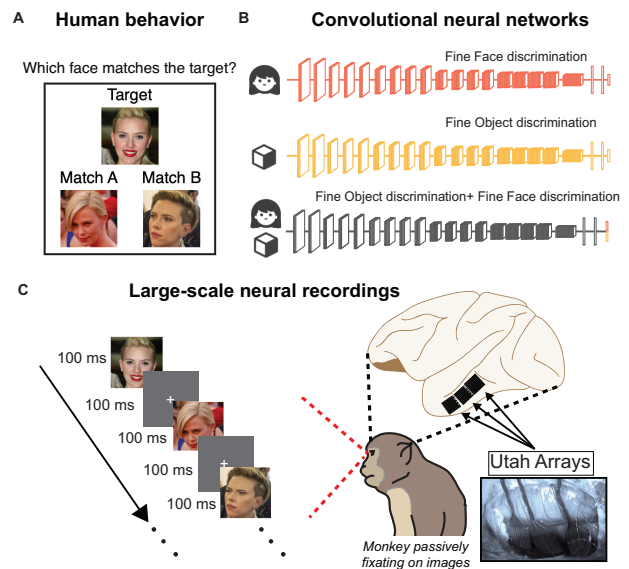 A Human behavior
Which face matches the target?
Target
Match A Match B
B Convolutional neural networks
Fine Face discrimination
Fine Object discrimination
Fine Object discrimination+ Fine Face discrimination
C Large-scale neural recordings
100 ms
100 ms
100 ms
100 ms
100 ms
Utah Arrays
Monkey passively
fixating on images